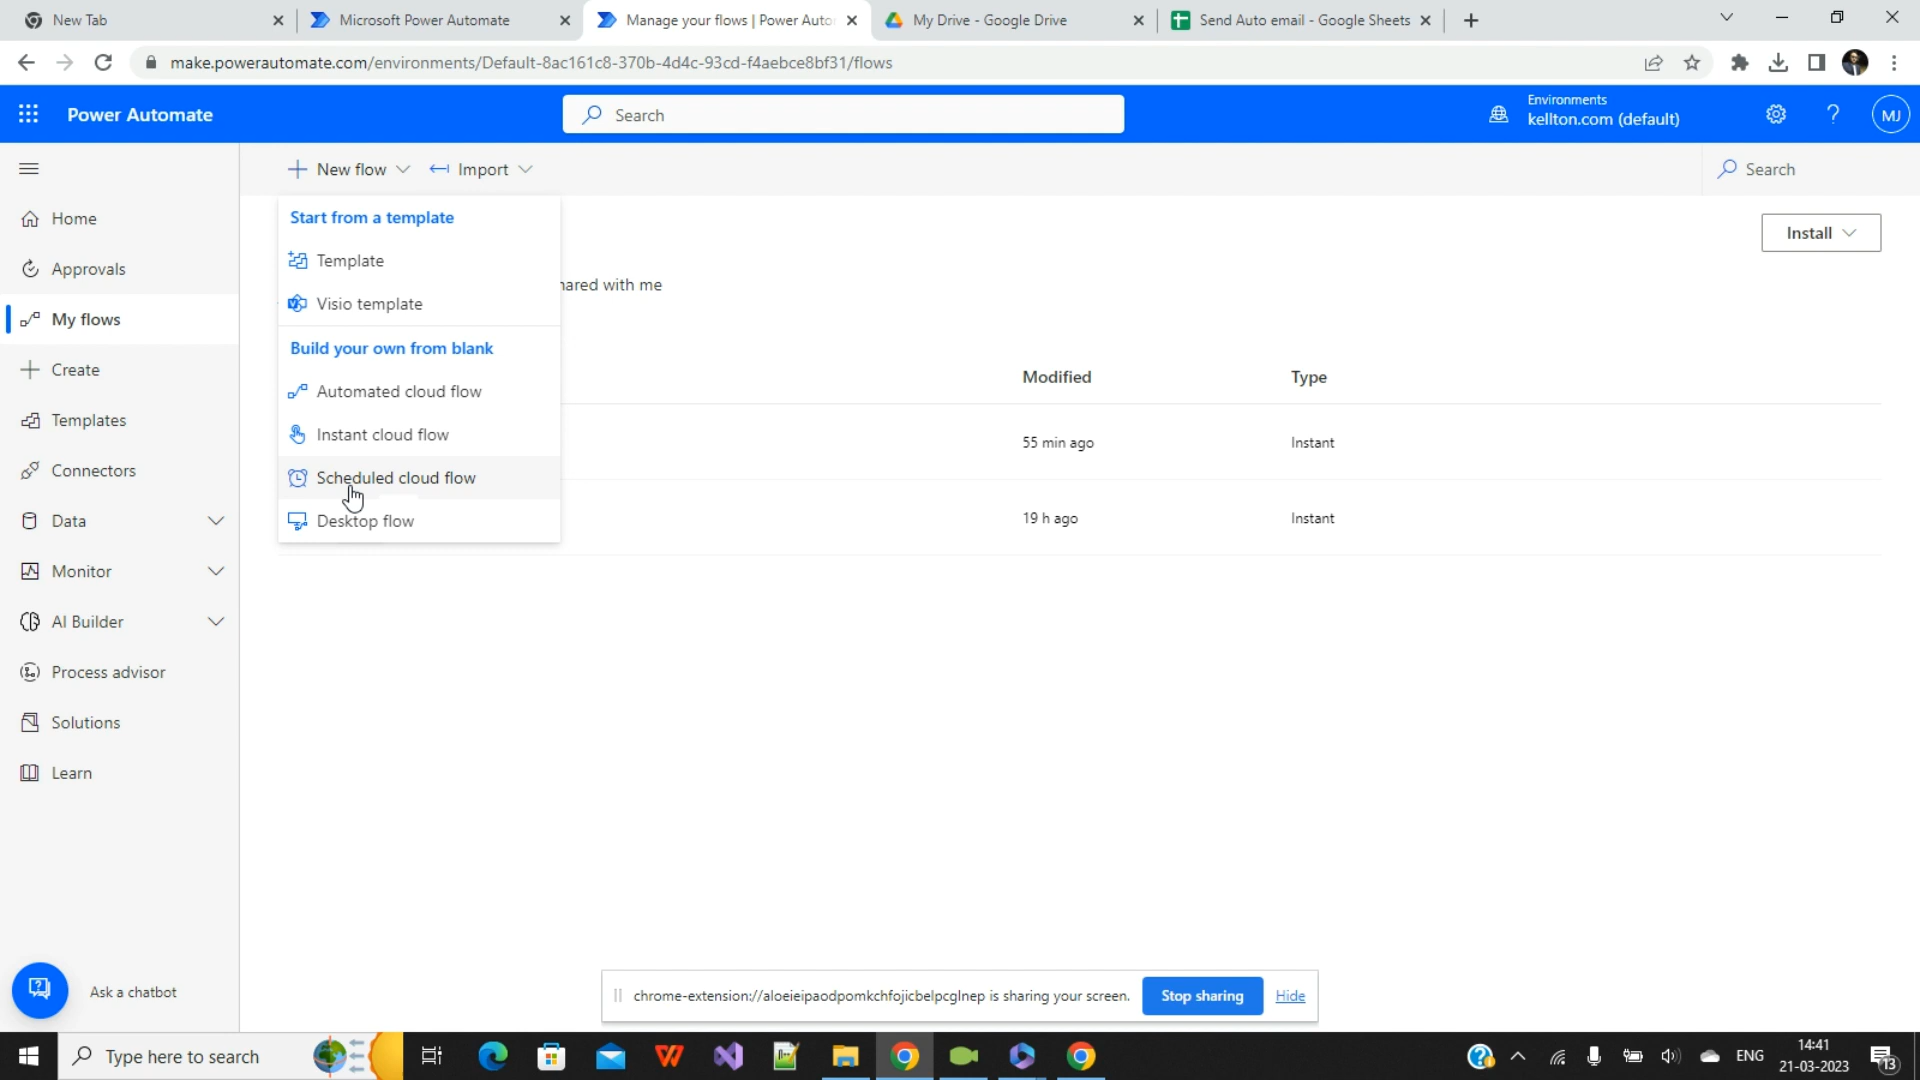 New Tab
Microsoft Power Automate
Manage your flows | Power Auto
My Drive - Google Drive
Send Auto email - Google Sheets
make.powerautomate.com/environments/Default-8ac161c8-370b-4d4c-93cd-f4aebce8bf31/flows
Power Automate
Search
Environments
kellton.com (default)
?
MJ
New flow
Import
Search
Home
Approvals
My flows
Create
Templates
Connectors
Data
Monitor
AI Builder
Process advisor
Solutions
Learn
Ask a chatbot
Start from a template
Template
Visio template
Build your own from blank
Automated cloud flow
Instant cloud flow
Scheduled cloud flow
Desktop flow
Install
hared with me
Modified
Type
55 min ago
Instant
19 h ago
Instant
chrome-extension://aloeieipaodpomkchfojicbelpcglnep is sharing your screen.
Stop sharing
Hide
Type here to search
ENG
14:41
21-03-2023
13